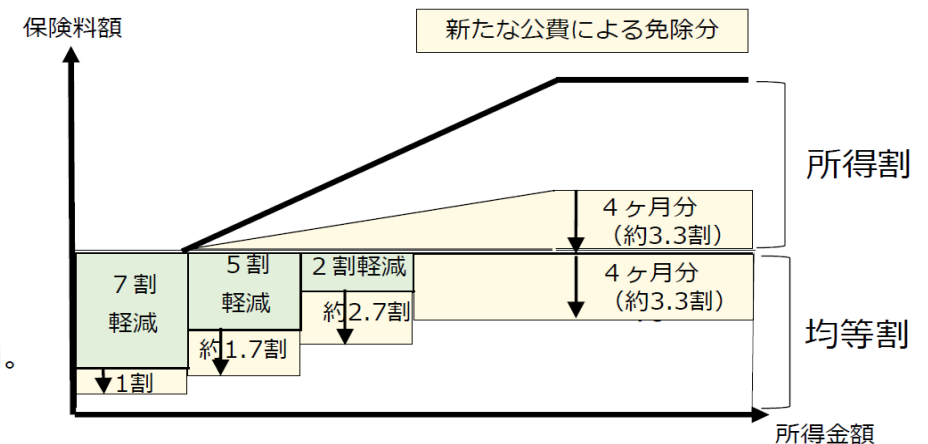 保険料額
新たな公費による免除分
所得割
４ヶ月分
（約3.3割）
７割
軽減
５割
軽減
２割軽減
４ヶ月分
（約3.3割）
約2.7割
約1.7割
1割
均等割
。
所得金額